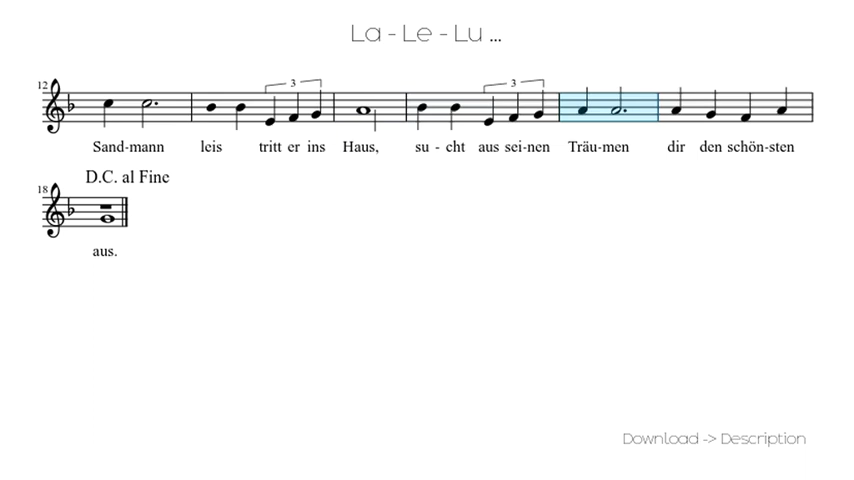 La - Le - Lu ...
12
3
3
Sand-mann leis tritt er ins Haus, su - cht aus sei-nen Träu-men dir den schön-sten
D.C. al Fine
18
aus.
Download -> Description